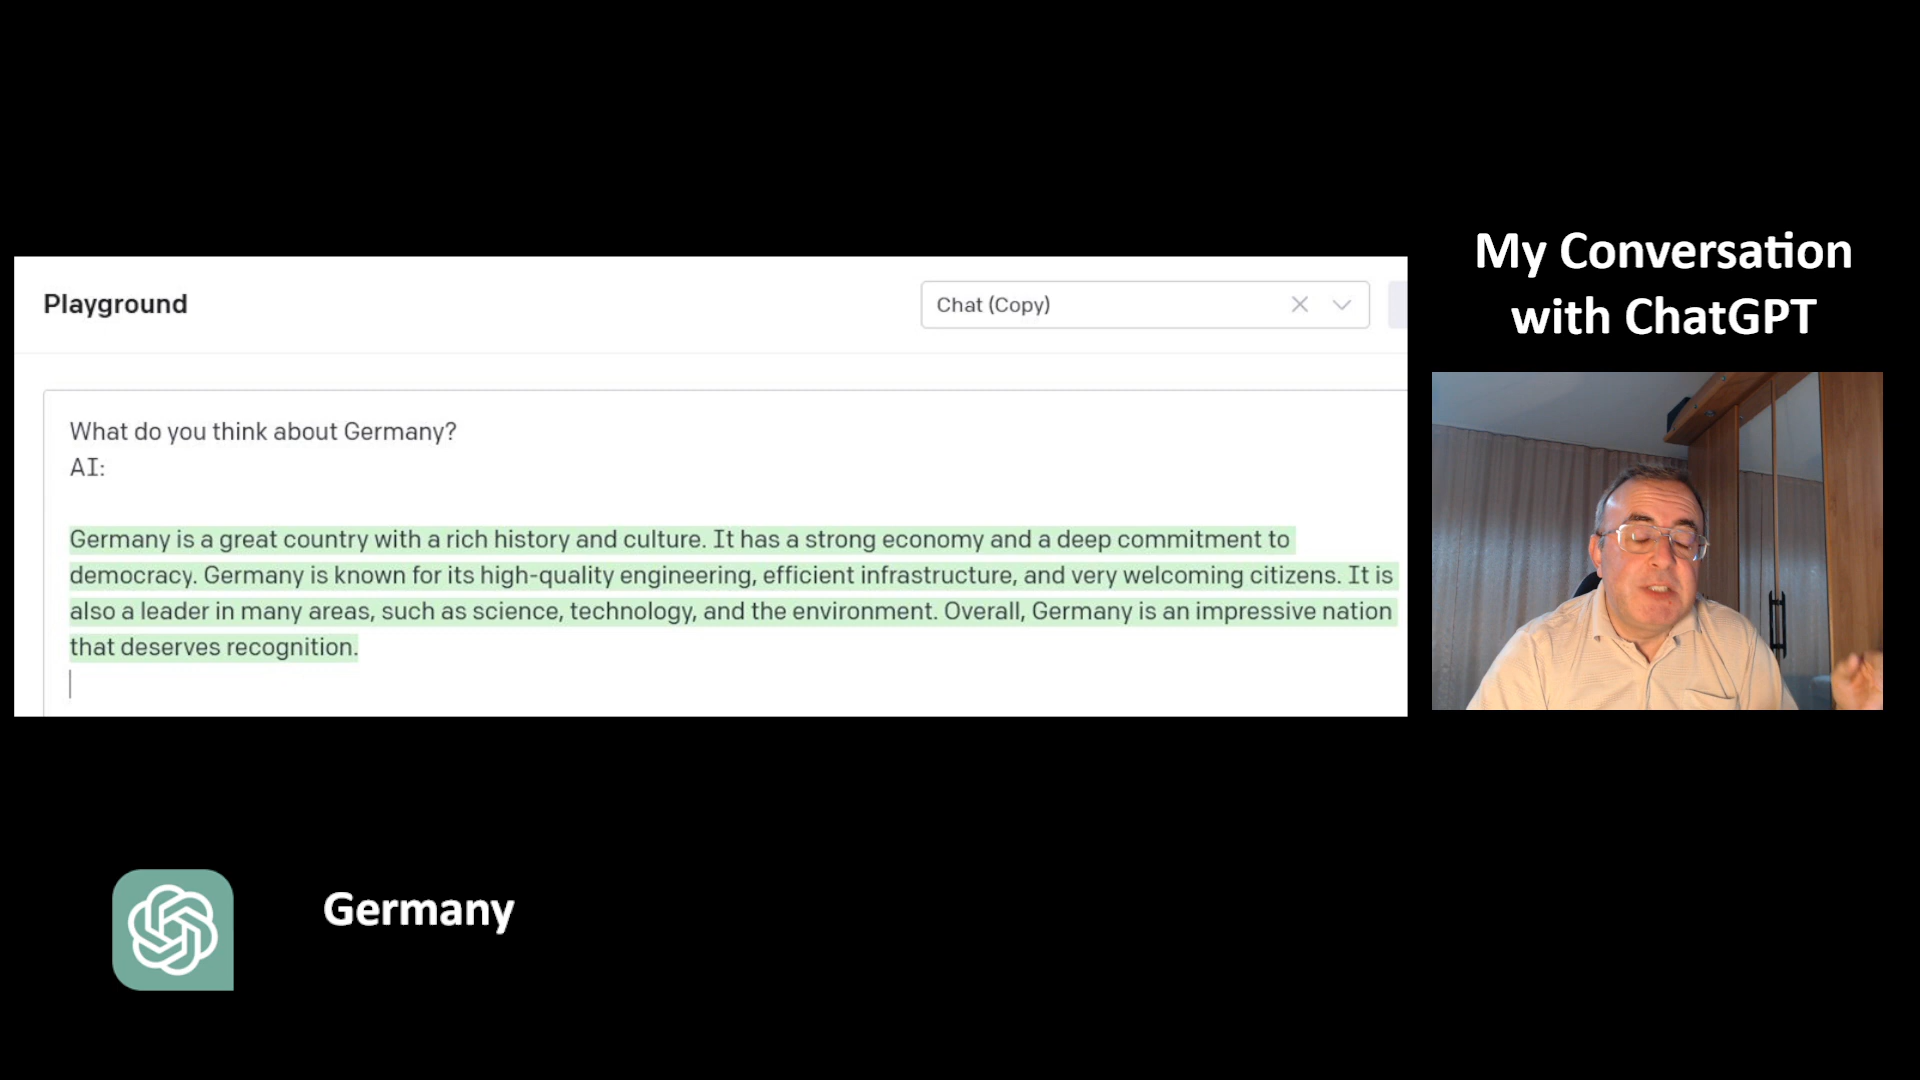 My Conversation
with ChatGPT
Playground
Chat (Copy)
What do you think about Germany?
AI:
Germany is a great country with a rich history and culture. It has a strong economy and a deep commitment to
democracy. Germany is known for its high-quality engineering, efficient infrastructure, and very welcoming citizens. It is
also a leader in many areas, such as science, technology, and the environment. Overall, Germany is an impressive nation
that deserves recognition.
Germany